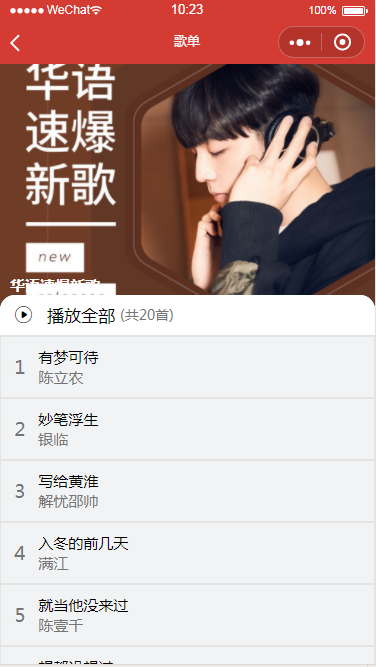 WeChat
10:23
100%
歌单
华语
速爆
新歌
new
releases
华语速爆新歌
播放全部 (共20首)
1
有梦可待
陈立农
2
妙笔浮生
银临
3
写给黄淮
解忧邵帅
4
入冬的前几天
满江
5
就当他没来过
陈壹千